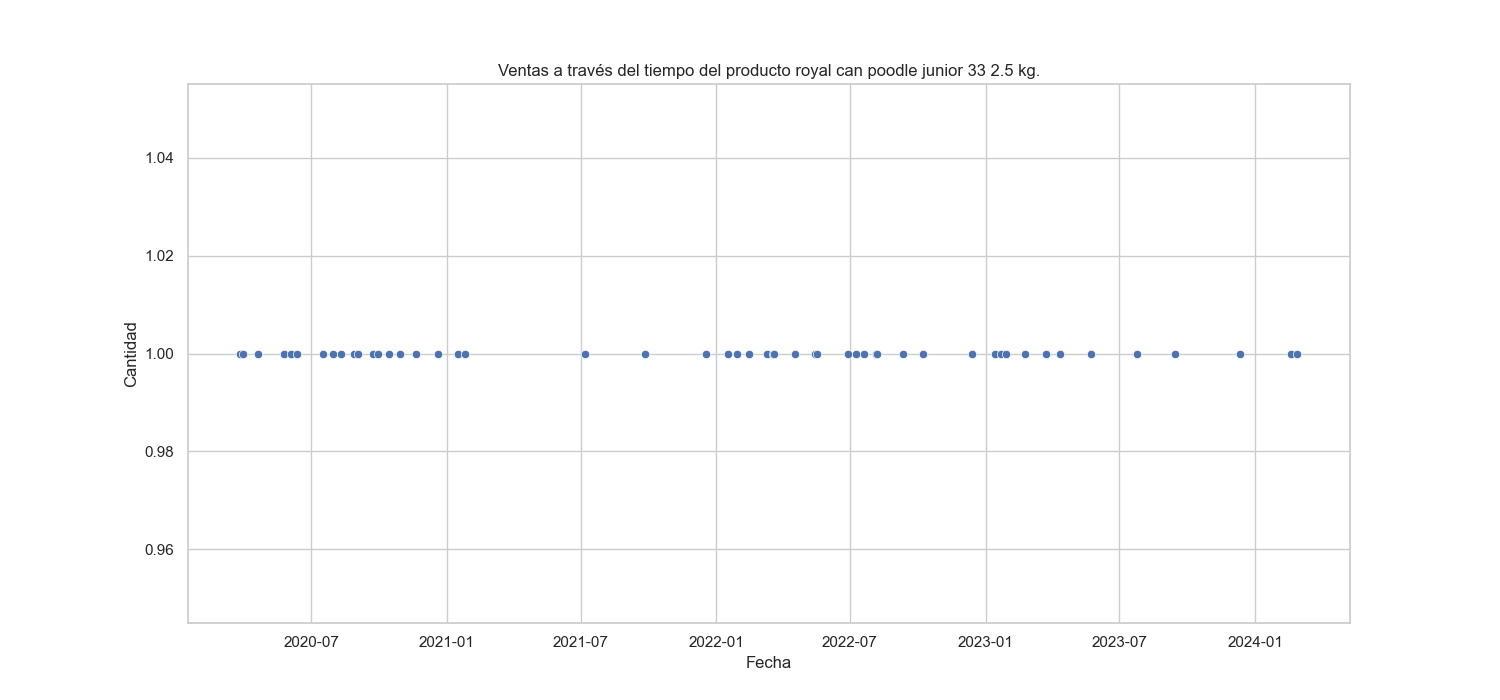 Ventas a través del tiempo del producto royal can poodle junior 33 2.5 kg.
1.04
1.02
1.00
0.98
0.96
Cantidad
2020-07 2021-01 2021-07 2022-01 2022-07 2023-01 2023-07 2024-01
Fecha